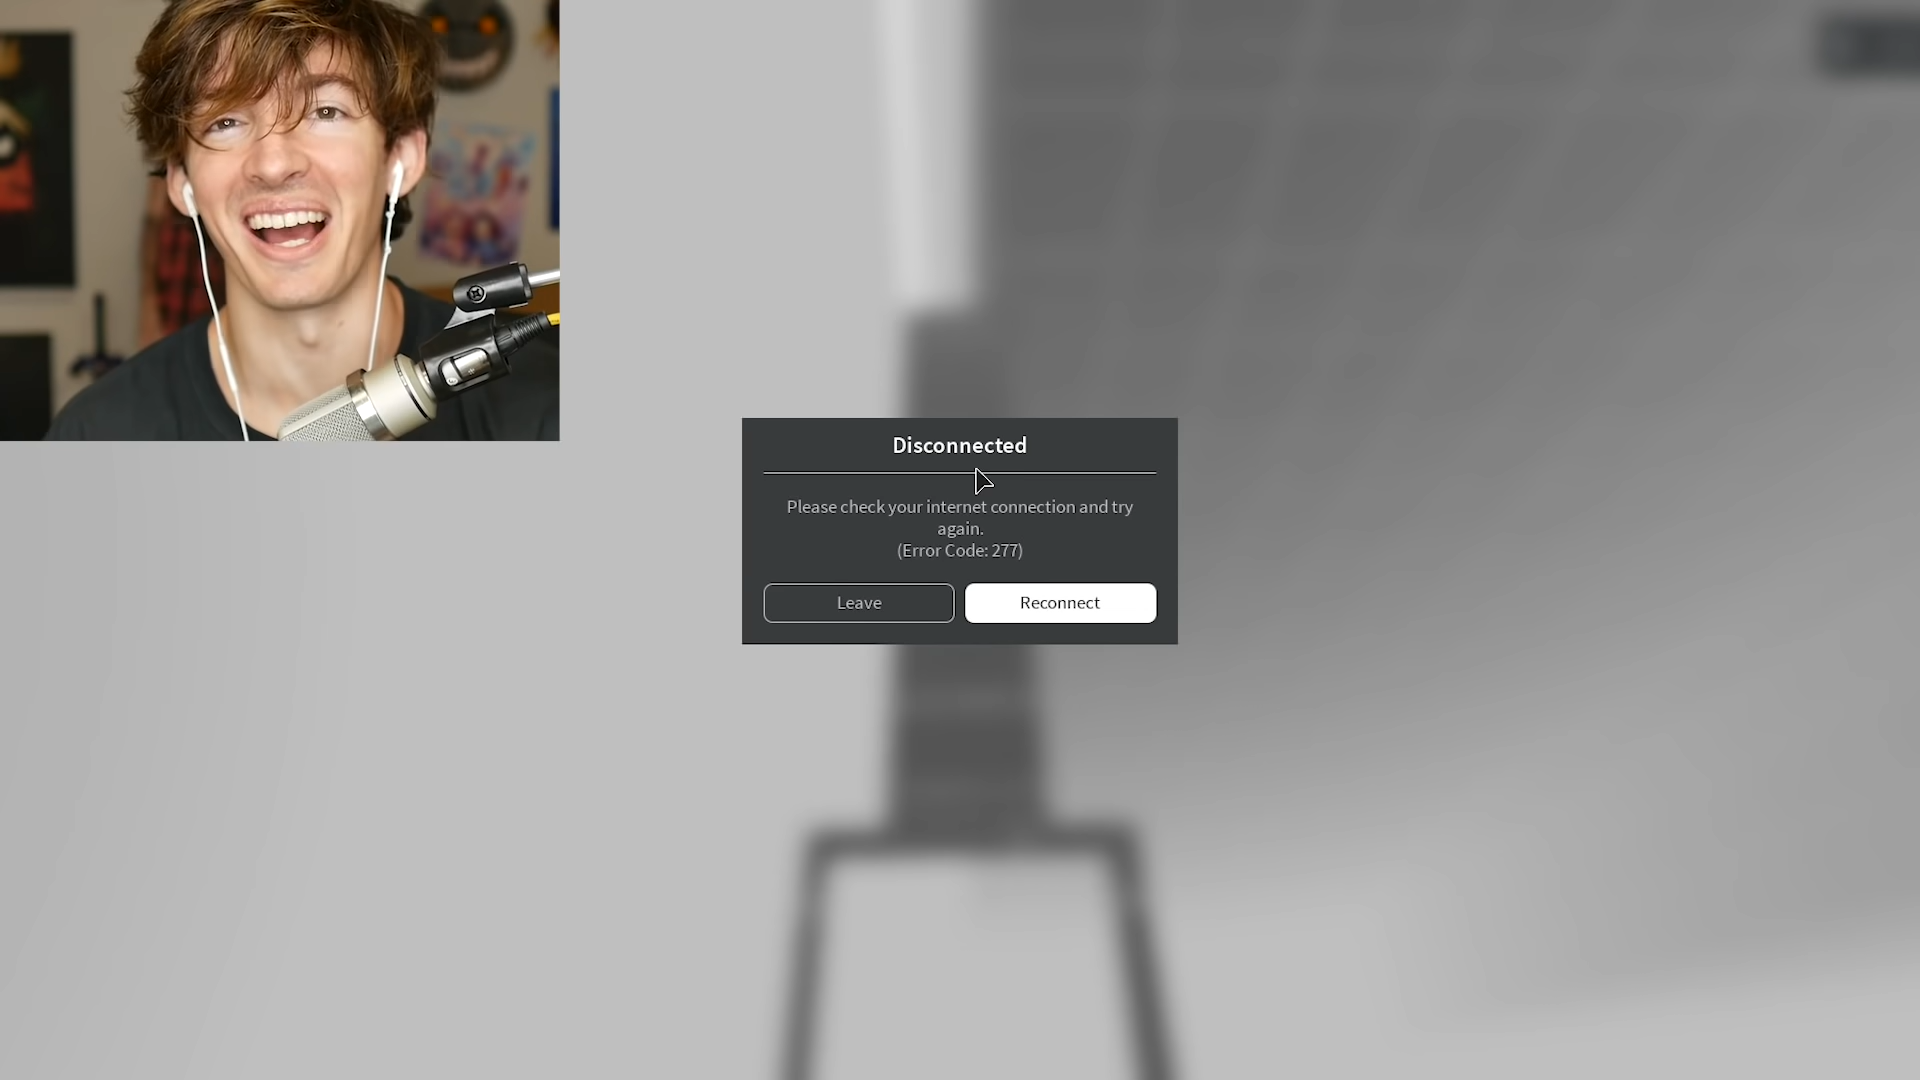 Disconnected
Please check your internet connection and try
again.
(Error Code: 277)
Leave
Reconnect